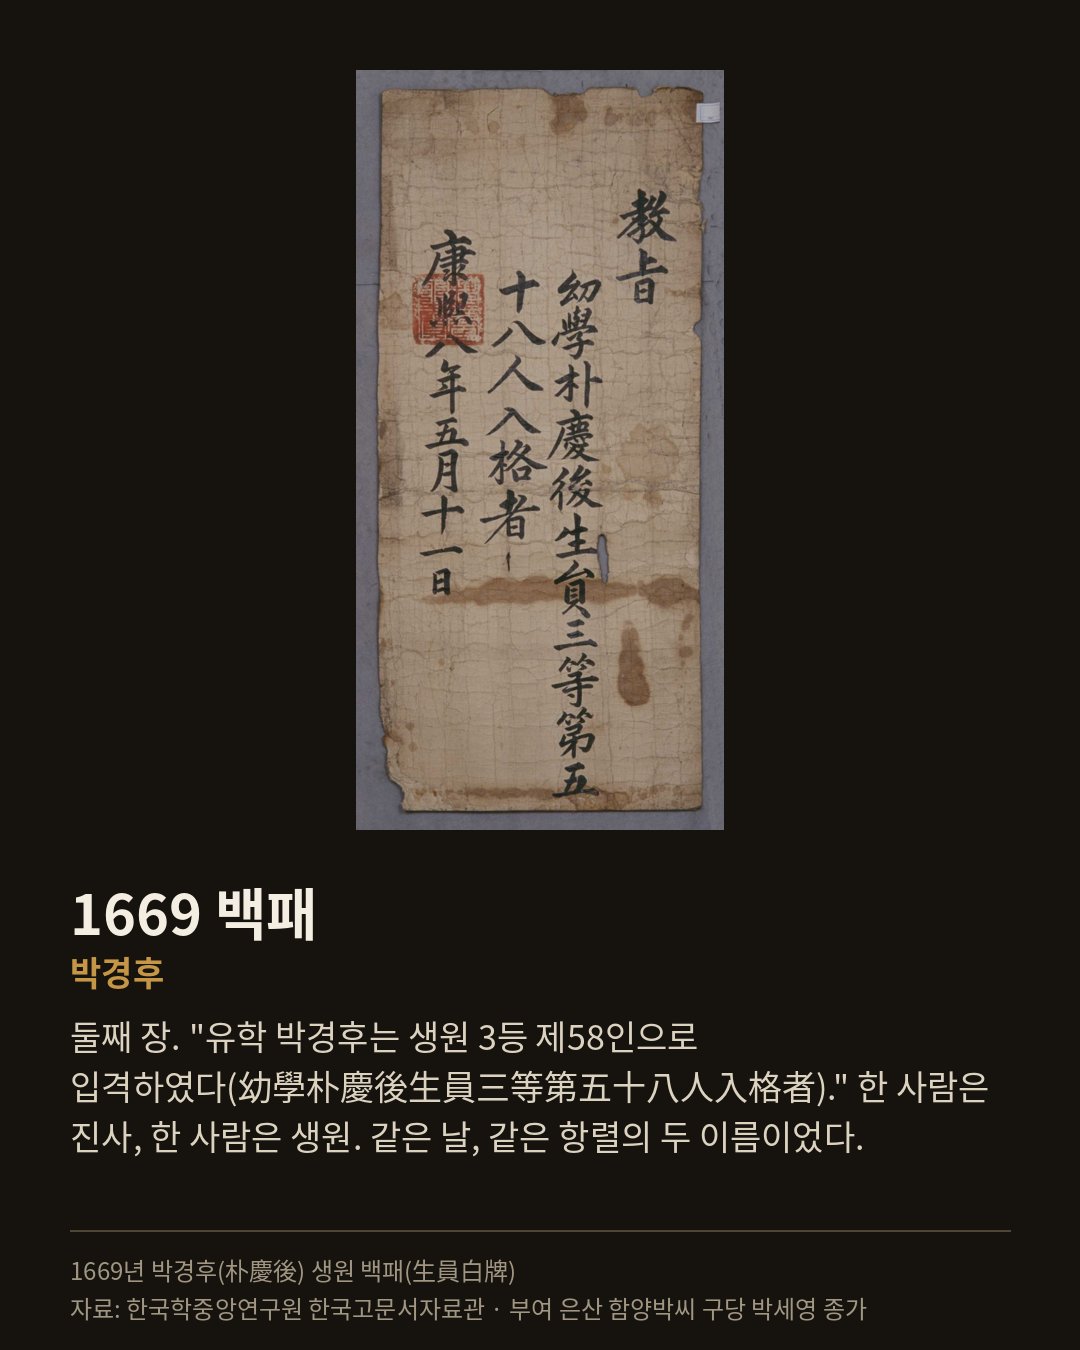 教旨
幼學朴慶後生員三等第五
十八人入格者
康熙八年五月十一日
1669 백패
박경후
둘째 장. "유학 박경후는 생원 3등 제58인으로
입격하였다(幼學朴慶後生員三等第五十八人入格者)." 한 사람은
진사, 한 사람은 생원. 같은 날, 같은 항렬의 두 이름이었다.
1669년 박경후(朴慶後) 생원 백패(生員白牌)
자료: 한국학중앙연구원 한국고문서자료관 · 부여 은산 함양박씨 구당 박세영 종가